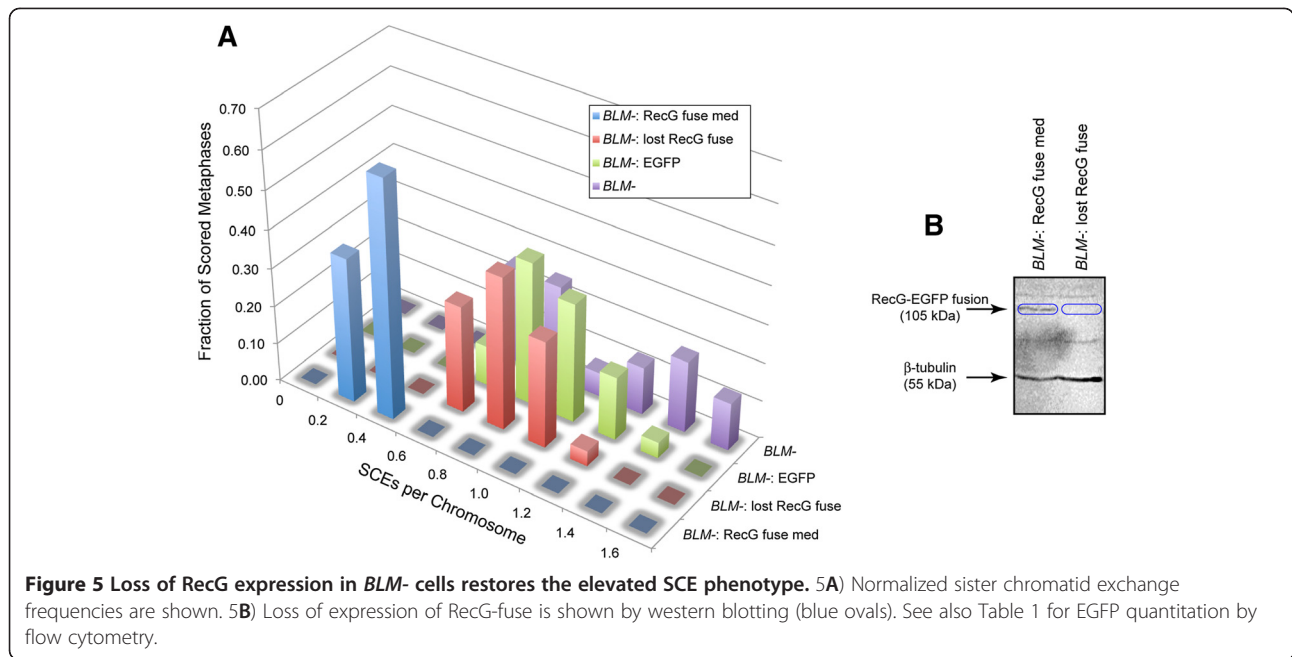 A
0.70
0.60
0.50
0.40
0.30
0.20
0.10
0.00
Fraction of Scored Metaphases
BLM-: RecG fuse med
BLM-: lost RecG fuse
BLM-: EGFP
BLM-
0
0.2
0.4
0.6
0.8
1.0
1.2
1.4
1.6
SCEs per Chromosome
BLM-
BLM-: EGFP
BLM-: lost RecG fuse
BLM-: RecG fuse med
B
BLM-: RecG fuse med
BLM-: lost RecG fuse
RecG-EGFP fusion
(105 kDa)
β-tubulin
(55 kDa)
Figure 5 Loss of RecG expression in BLM- cells restores the elevated SCE phenotype. 5A) Normalized sister chromatid exchange
frequencies are shown. 5B) Loss of expression of RecG-fuse is shown by western blotting (blue ovals). See also Table 1 for EGFP quantitation by
flow cytometry.